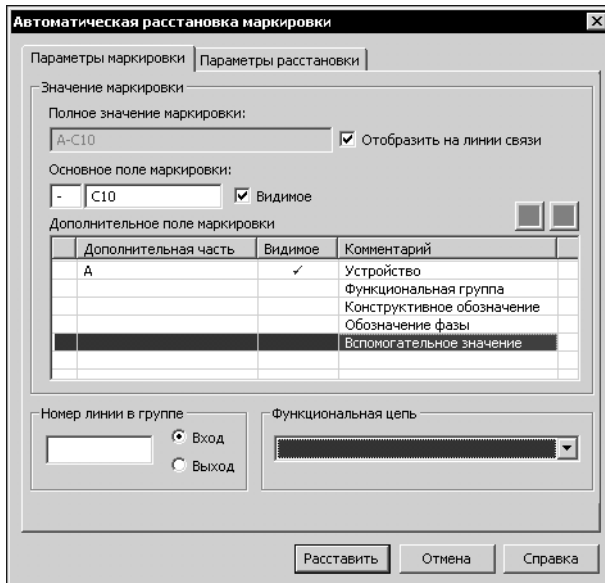 Автоматическая расстановка маркировки
Параметры маркировки Параметры расстановки
Значение маркировки
Полное значение маркировки:
A-C10 Отобразить на линии связи
Основное поле маркировки:
- C10 Видимое
Дополнительное поле маркировки
Дополнительная часть Видимое Комментарий
A ✓ Устройство
Функциональная группа
Конструктивное обозначение
Обозначение фазы
Вспомогательное значение
Номер линии в группе Функциональная цепь
Вход
Выход
Расставить Отмена Справка